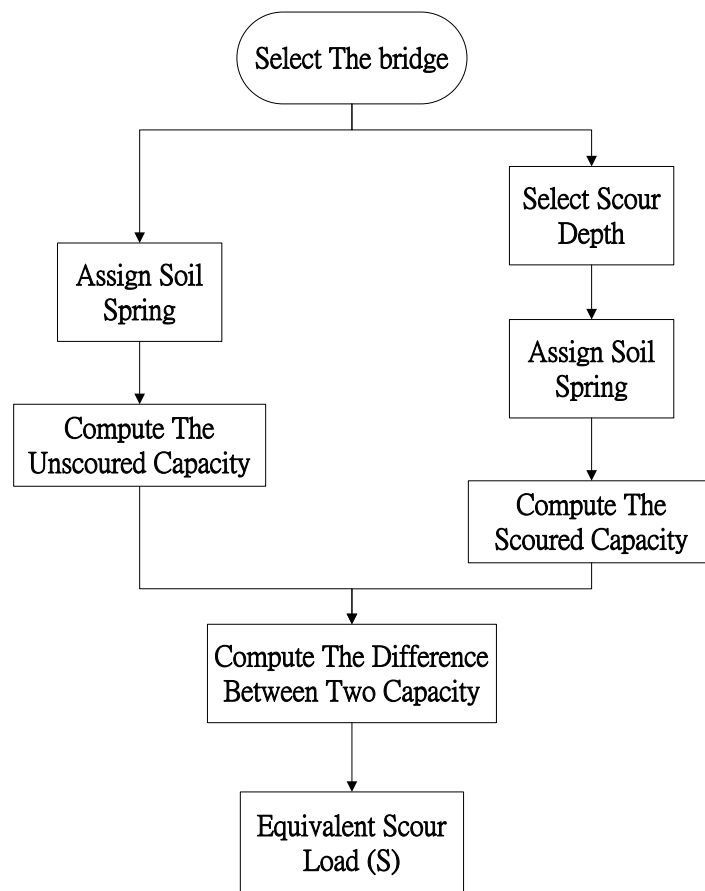 Select The bridge
Select Scour
Depth
Assign Soil
Spring
Assign Soil
Spring
Compute The
Unscoured Capacity
Compute The
Scoured Capacity
Compute The Difference
Between Two Capacity
Equivalent Scour
Load (S)